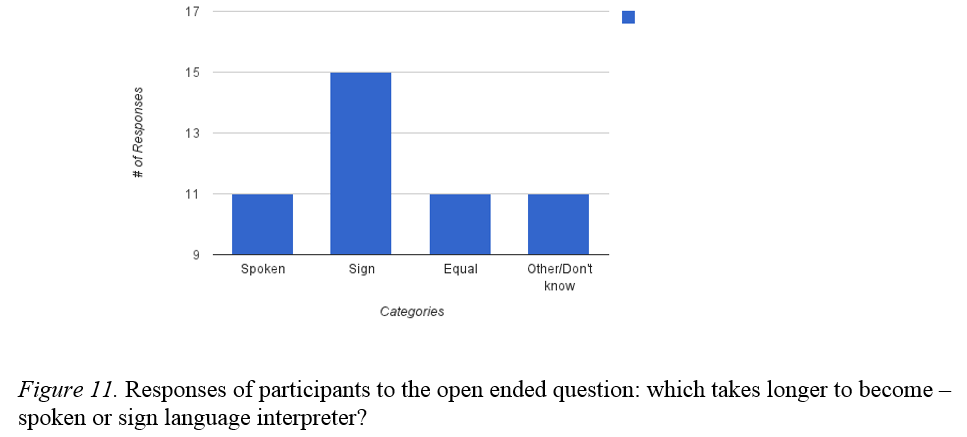 17
15
13
11
9
# of Responses
Spoken
Sign
Equal
Other/Don't
know
Categories
Figure 11. Responses of participants to the open ended question: which takes longer to become –
spoken or sign language interpreter?